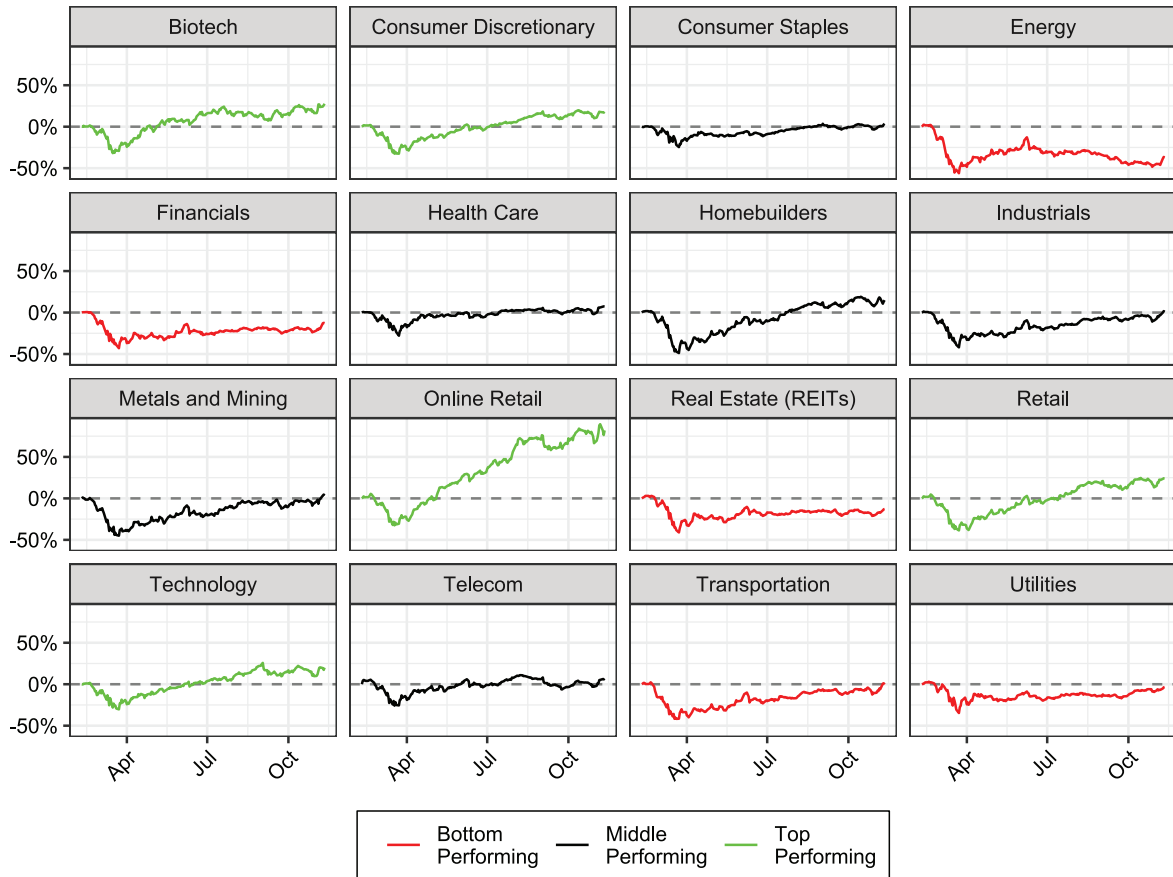 Biotech
Consumer Discretionary
Consumer Staples
Energy
50%
0%
-50%
Financials
Health Care
Homebuilders
Industrials
50%
0%
-50%
Metals and Mining
Online Retail
Real Estate (REITs)
Retail
50%
0%
-50%
Technology
Telecom
Transportation
Utilities
50%
0%
-50%
Apr
Jul
Oct
Apr
Jul
Oct
Apr
Jul
Oct
Apr
Jul
Oct
Bottom
Performing
Middle
Performing
Top
Performing